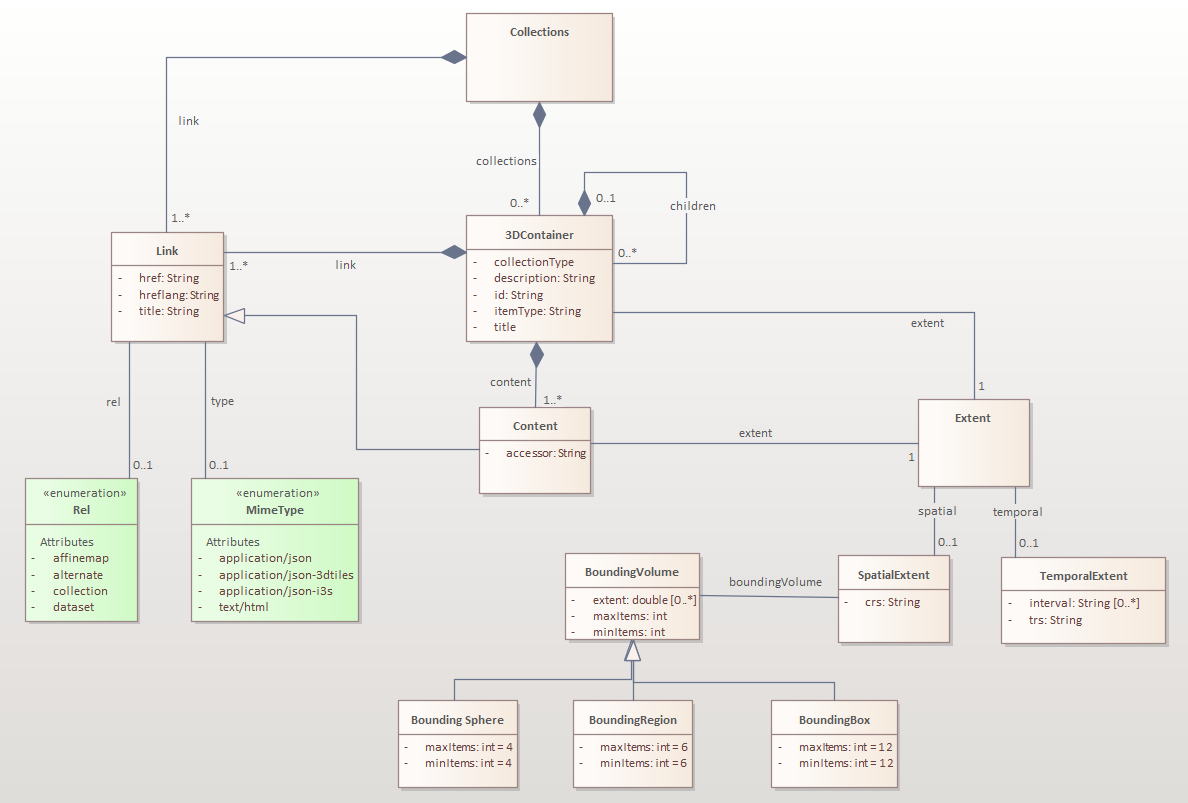 Collections
link
collections
1..*
0..*
0..1
children
0..*
3DContainer
- collectionType
- description: String
- id: String
- itemType: String
- title
Link
- href: String
- hreflang: String
- title: String
1..*
link
extent
1
content
1..*
rel
type
0..1
0..1
Content
- accessor: String
extent
1
Extent
spatial
temporal
0..1
0..1
«enumeration»
Rel
Attributes
- affinemap
- alternate
- collection
- dataset
«enumeration»
MimeType
Attributes
- application/json
- application/json-3dtiles
- application/json-i3s
- text/html
BoundingVolume
- extent: double [0..*]
- maxItems: int
- minItems: int
boundingVolume
SpatialExtent
- crs: String
TemporalExtent
- interval: String [0..*]
- trs: String
Bounding Sphere
- maxItems: int = 4
- minItems: int = 4
BoundingRegion
- maxItems: int = 6
- minItems: int = 6
BoundingBox
- maxItems: int = 12
- minItems: int = 12